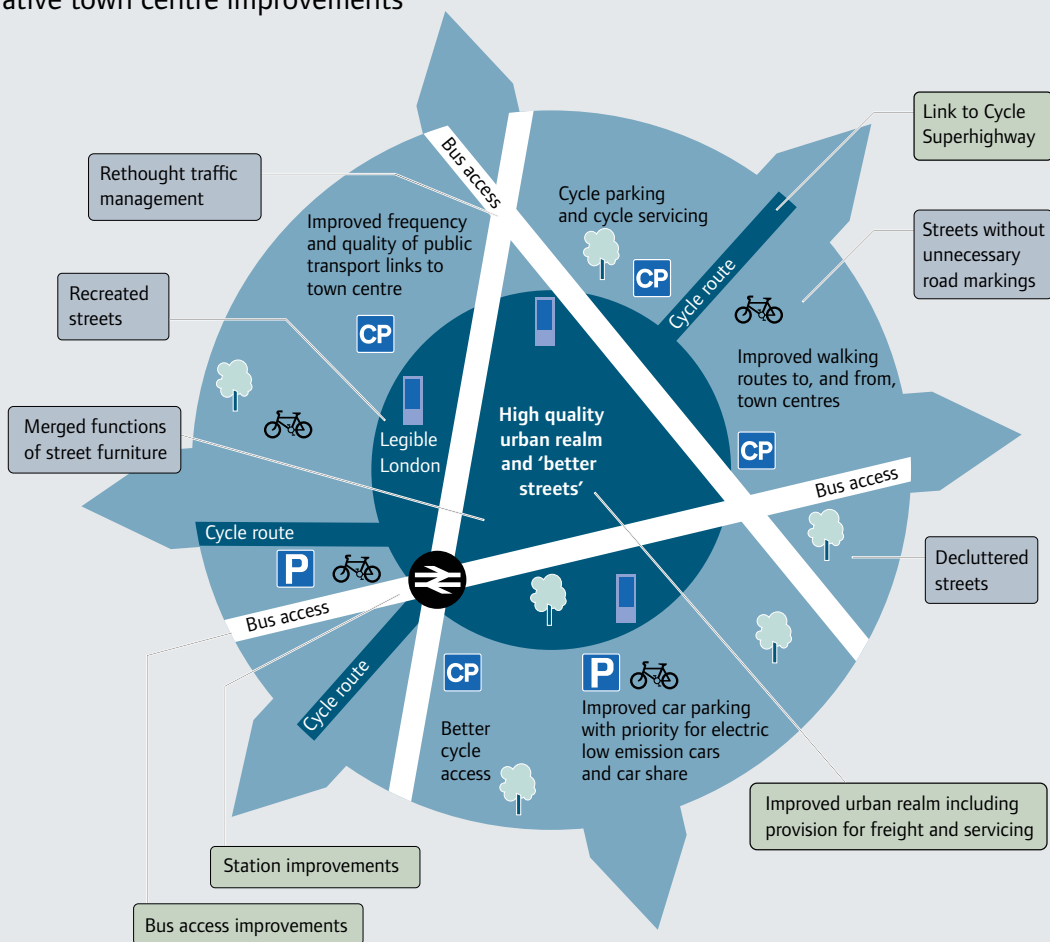 town centre improvements
Bus access
Link to Cycle
Superhighway
Rethought traffic
management
Cycle parking
and cycle servicing
Improved frequency
and quality of public
transport links to
town centre
Streets without
unnecessary
road markings
Recreated
streets
CP
CP
Cycle route
Improved walking
routes to, and from,
town centres
Merged functions
of street furniture
Legible
London
High quality
urban realm
and ‘better
streets’
CP
Bus access
Cycle route
P
Decluttered
streets
Bus access
Cycle route
CP
P
Better
cycle
access
Improved car parking
with priority for electric
low emission cars
and car share
Improved urban realm including
provision for freight and servicing
Station improvements
Bus access improvements